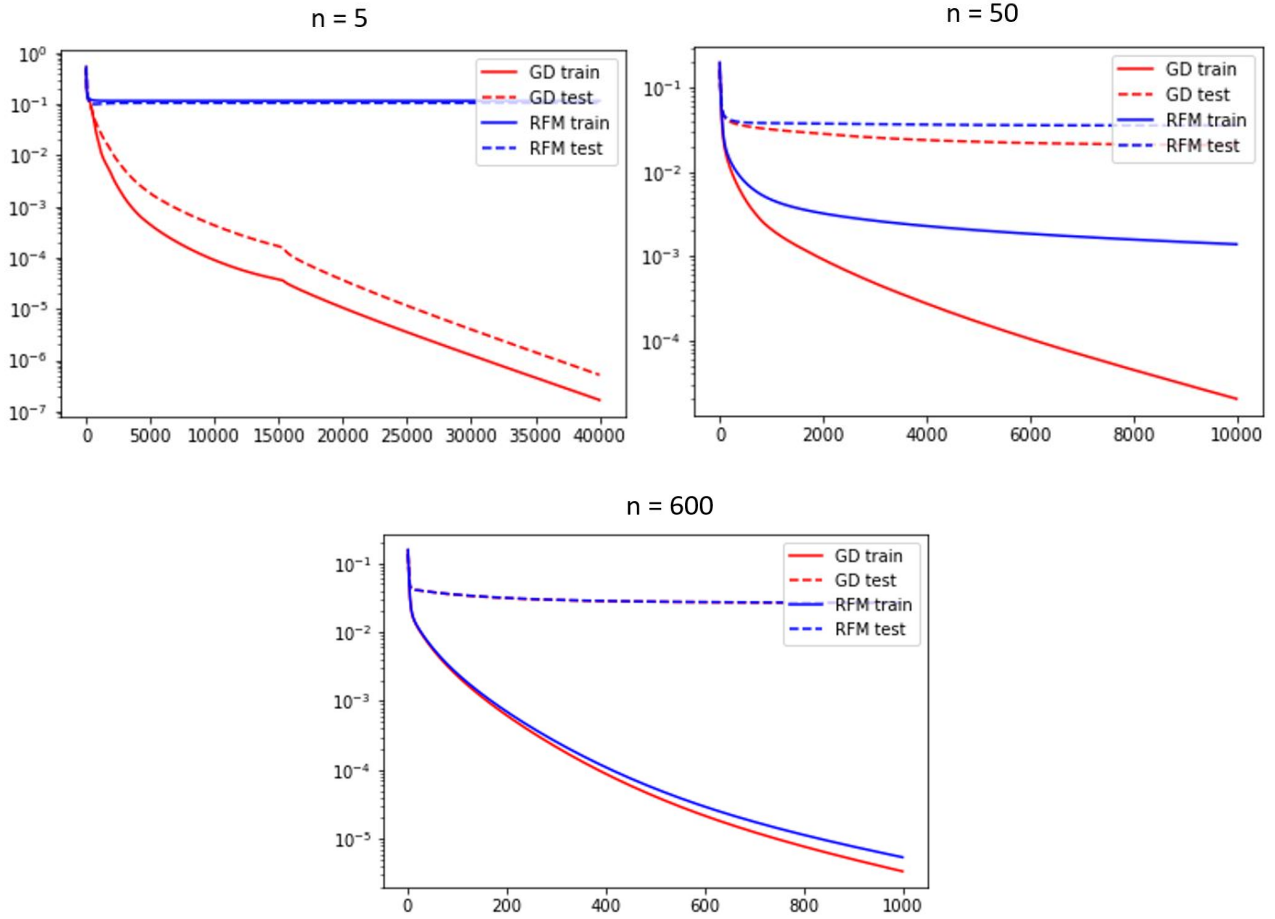 n = 5
10⁰
10⁻¹
10⁻²
10⁻³
10⁻⁴
10⁻⁵
10⁻⁶
10⁻⁷
GD train
GD test
RFM train
RFM test
0 5000 10000 15000 20000 25000 30000 35000 40000
n = 50
10⁻¹
10⁻²
10⁻³
10⁻⁴
GD train
GD test
RFM train
RFM test
0 2000 4000 6000 8000 10000
n = 600
10⁻¹
10⁻²
10⁻³
10⁻⁴
10⁻⁵
GD train
GD test
RFM train
RFM test
0 200 400 600 800 1000